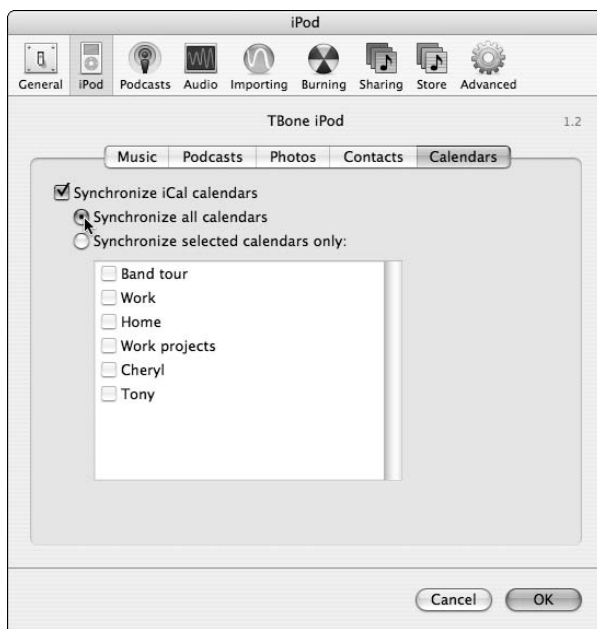 iPod
General iPod Podcasts Audio Importing Burning Sharing Store Advanced
TBone iPod 1.2
Music Podcasts Photos Contacts Calendars
Synchronize iCal calendars
Synchronize all calendars
Synchronize selected calendars only:
Band tour
Work
Home
Work projects
Cheryl
Tony
Cancel OK